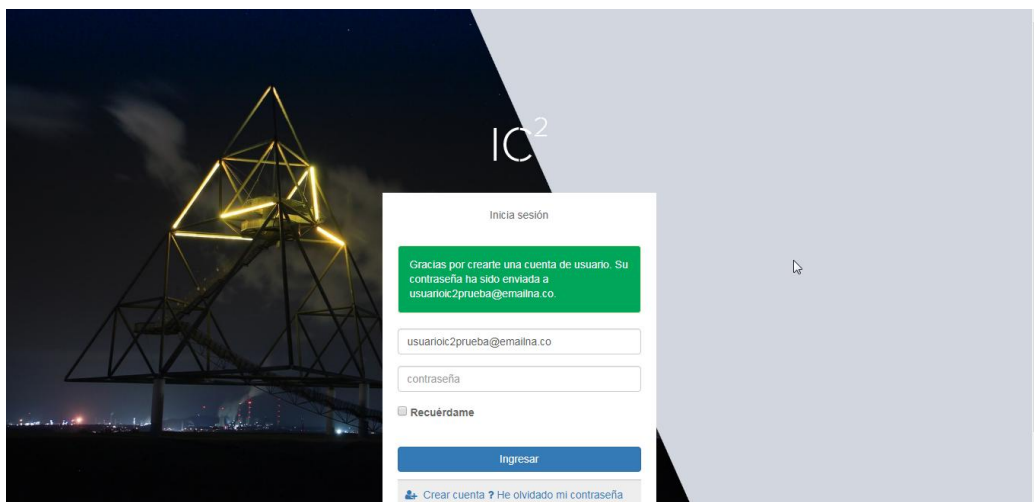 IC²
Inicia sesión
Gracias por crearte una cuenta de usuario. Su
contraseña ha sido enviada a
usuarioic2prueba@emailna.co.
usuarioic2prueba@emailna.co
contraseña
Recuérdame
Ingresar
Crear cuenta ? He olvidado mi contraseña